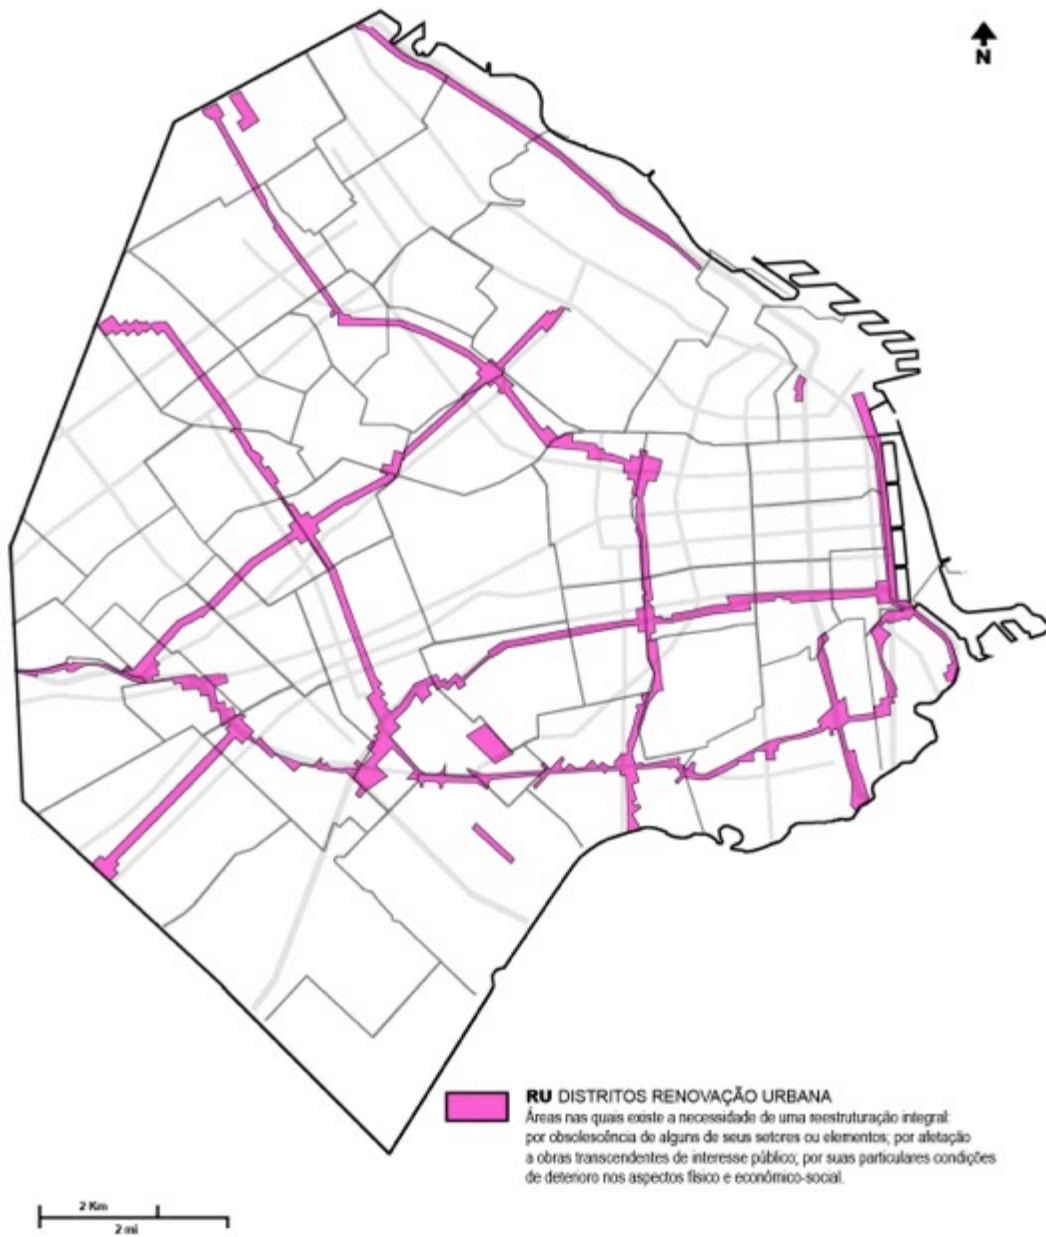 N
RU DISTRITOS RENOVAÇÃO URBANA
Áreas nas quais existe a necessidade de uma reestruturação integral:
por obsolescência de alguns de seus setores ou elementos; por afetação
a obras transcendentes de interesse público; por suas particulares condições
de deterioro nos aspectos físico e econômico-social.
2 Km
2 mi